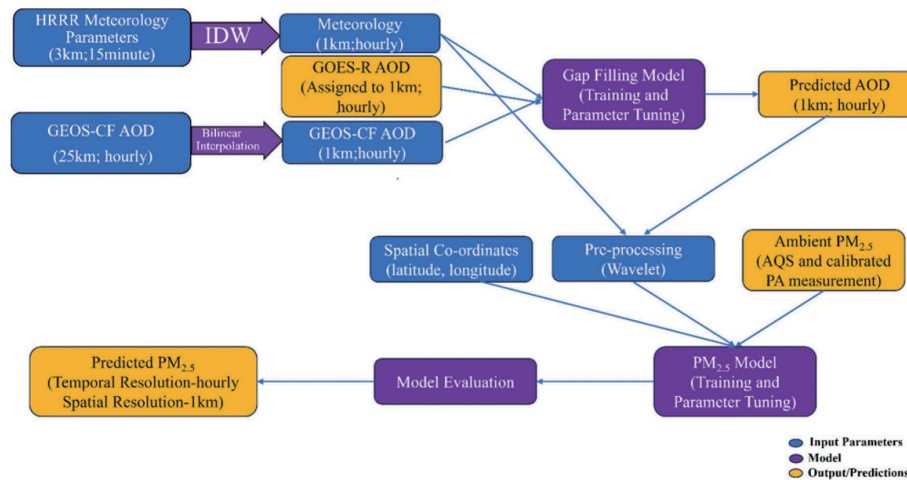 HRRR Meteorology
Parameters
(3km;15minute)
IDW
Meteorology
(1km;hourly)
GOES-R AOD
(Assigned to 1km;
hourly)
GEOS-CF AOD
(25km; hourly)
Bilinear
Interpolation
GEOS-CF AOD
(1km;hourly)
Gap Filling Model
(Training and
Parameter Tuning)
Predicted AOD
(1km; hourly)
Spatial Co-ordinates
(latitude, longitude)
Pre-processing
(Wavelet)
Ambient PM2.5
(AQS and calibrated
PA measurement)
Predicted PM2.5
(Temporal Resolution-hourly
Spatial Resolution-1km)
Model Evaluation
PM2.5 Model
(Training and
Parameter Tuning)
Input Parameters
Model
Output/Predictions